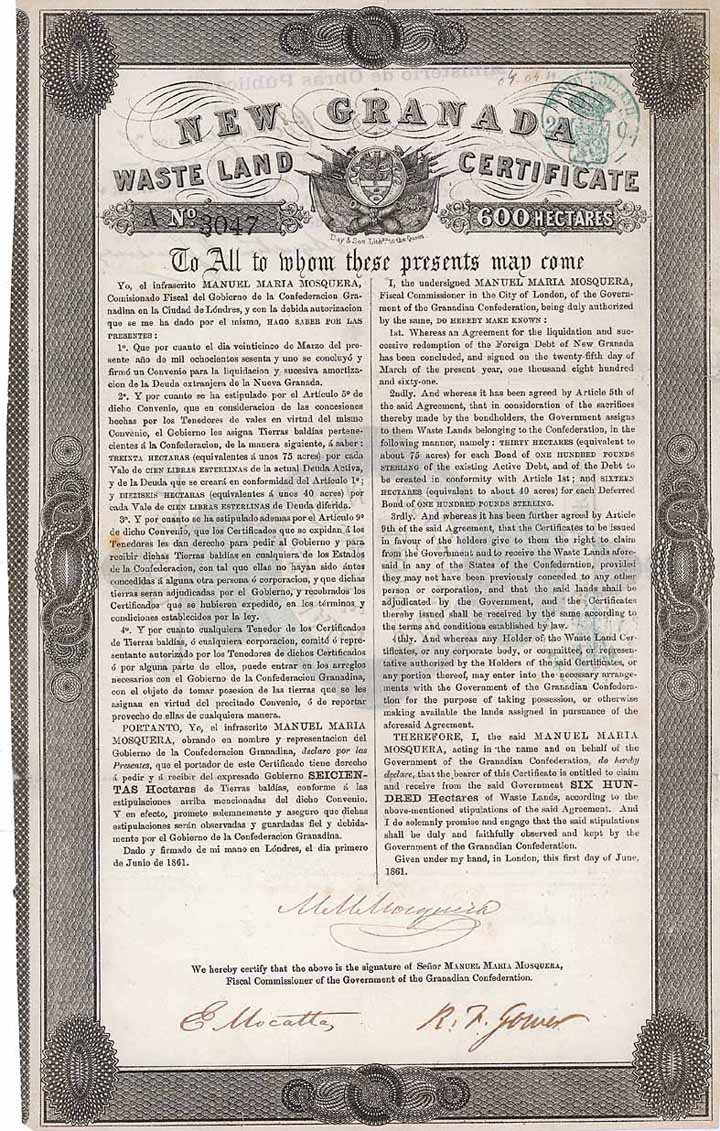 NEW GRANADA
WASTE LAND CERTIFICATE
A No 3047
600 HECTARES
Day & Son Lithrs to the Queen.
To All to whom these presents may come
Yo, el infrascrito MANUEL MARIA MOSQUERA,
Comisionado Fiscal del Gobierno de la Confederacion Gra-
nadina en la Ciudad de Lóndres, y con la debida autorizacion
que se me ha dado por el mismo, HAGO SABER POR LAS
PRESENTES :
1º. Que por cuanto el dia veinticinco de Marzo del pre-
sente año de mil ochocientos sesenta y uno se concluyó y
firmó un Convenio para la liquidacion y sucesiva amortiza-
cion de la Deuda extranjera de la Nueva Granada.
2º. Y por cuanto se ha estipulado por el Artículo 5º de
dicho Convenio, que en consideracion de las concesiones
hechas por los Tenedores de vales en virtud del mismo
Convenio, el Gobierno les asigna Tierras baldías pertene-
cientes á la Confederacion, de la manera siguiente, á saber :
TREINTA HECTARAS (equivalentes á unos 75 acres) por cada
Vale de CIEN LIBRAS ESTERLINAS de la actual Deuda Activa,
y de la Deuda que se creará en conformidad del Artículo 1º ;
y DIEZISEIS HECTARAS (equivalentes á unos 40 acres) por
cada Vale de CIEN LIBRAS ESTERLINAS de Deuda diferida.
3º. Y por cuanto se ha estipulado ademas por el Artículo 9º
de dicho Convenio, que los Certificados que se expidan á los
Tenedores les dan derecho para pedir al Gobierno y para
recibir dichas Tierras baldías en cualquiera de los Estados
de la Confederacion, con tal que ellas no hayan sido ántes
concedidas á alguna otra persona ó corporacion, y que dichas
tierras serán adjudicadas por el Gobierno, y recobrados los
Certificados que se hubieren expedido, en los términos y
condiciones establecidos por la ley.
4º. Y por cuanto cualquiera Tenedor de los Certificados
de Tierras baldías, ó cualquiera corporacion, comité ó repre-
sentante autorizado por los Tenedores de dichos Certificados
ó por alguna parte de ellos, puede entrar en los arreglos
necesarios con el Gobierno de la Confederacion Granadina,
con el objeto de tomar posesion de las tierras que se les
asignan en virtud del precitado Convenio, ó de reportar
provecho de ellas de cualquiera manera.
PORTANTO, Yo, el infrascrito MANUEL MARIA
MOSQUERA, obrando en nombre y representacion del
Gobierno de la Confederacion Granadina, declaro por las
Presentes, que el portador de este Certificado tiene derecho
á pedir y á recibir del expresado Gobierno SEICIEN-
TAS Hectaras de Tierras baldías, conforme á las
estipulaciones arriba mencionadas del dicho Convenio.
Y en efecto, prometo solemnemente y aseguro que dichas
estipulaciones serán observadas y guardadas fiel y debida-
mente por el Gobierno de la Confederacion Granadina.
Dado y firmado de mi mano en Lóndres, el dia primero
de Junio de 1861.
I, the undersigned MANUEL MARIA MOSQUERA,
Fiscal Commissioner in the City of London, of the Govern-
ment of the Granadian Confederation, being duly authorized
by the same, DO HEREBY MAKE KNOWN :
1st. Whereas an Agreement for the liquidation and suc-
cessive redemption of the Foreign Debt of New Granada
has been concluded, and signed on the twenty-fifth day of
March of the present year, one thousand eight hundred
and sixty-one.
2ndly. And whereas it has been agreed by Article 5th of
the said Agreement, that in consideration of the sacrifices
thereby made by the bondholders, the Government assigns
to them Waste Lands belonging to the Confederation, in the
following manner, namely : THIRTY HECTARES (equivalent to
about 75 acres) for each Bond of ONE HUNDRED POUNDS
STERLING of the existing Active Debt, and of the Debt to
be created in conformity with Article 1st ; and SIXTEEN
HECTARES (equivalent to about 40 acres) for each Deferred
Bond of ONE HUNDRED POUNDS STERLING.
3rdly. And whereas it has been further agreed by Article
9th of the said Agreement, that the Certificates to be issued
in favour of the holders give to them the right to claim
from the Government and to receive the Waste Lands afore-
said in any of the States of the Confederation, provided
they may not have been previously conceded to any other
person or corporation, and that the said lands shall be
adjudicated by the Government, and the Certificates
thereby issued shall be received by the same according to
the terms and conditions established by law.
4thly. And whereas any Holder of the Waste Land Cer-
tificates, or any corporate body, or committee, or represen-
tative authorized by the Holders of the said Certificates, or
any portion thereof, may enter into the necessary arrange-
ments with the Government of the Granadian Confedera-
tion for the purpose of taking possession, or otherwise
making available the lands assigned in pursuance of the
aforesaid Agreement.
THEREFORE, I, the said MANUEL MARIA
MOSQUERA, acting in the name and on behalf of the
Government of the Granadian Confederation, do hereby
declare, that the bearer of this Certificate is entitled to claim
and receive from the said Government SIX HUN-
DRED Hectares of Waste Lands, according to the
above-mentioned stipulations of the said Agreement. And
I do solemnly promise and engage that the said stipulations
shall be duly and faithfully observed and kept by the
Government of the Granadian Confederation.
Given under my hand, in London, this first day of June,
1861.
M. M. Mosquera
We hereby certify that the above is the signature of Señor MANUEL MARIA MOSQUERA,
Fiscal Commissioner of the Government of the Granadian Confederation.
E. Mocatta
R. F. Gower